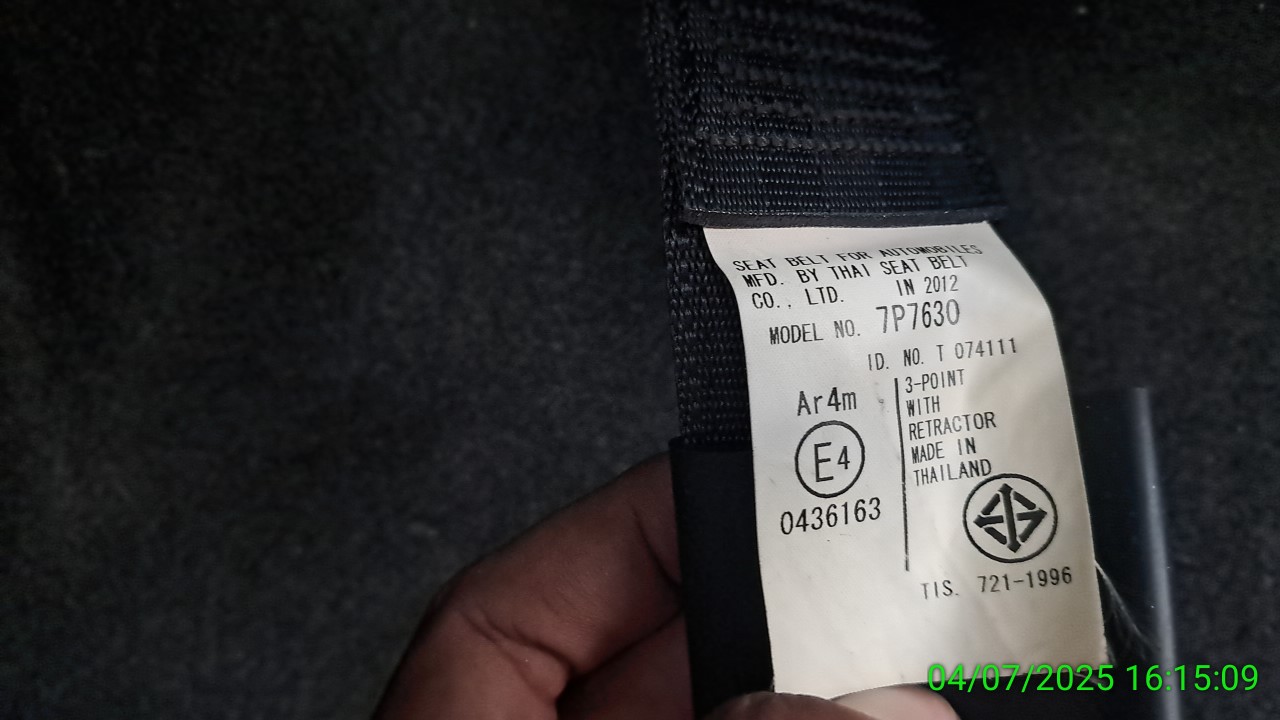 SEAT BELT FOR AUTOMOBILES
MFD. BY THAI SEAT BELT
CO., LTD. IN 2012
MODEL NO. 7P7630
ID. NO. T 074111
Ar4m
E4
0436163
3-POINT
WITH
RETRACTOR
MADE IN
THAILAND
TIS. 721-1996
04/07/2025 16:15:09